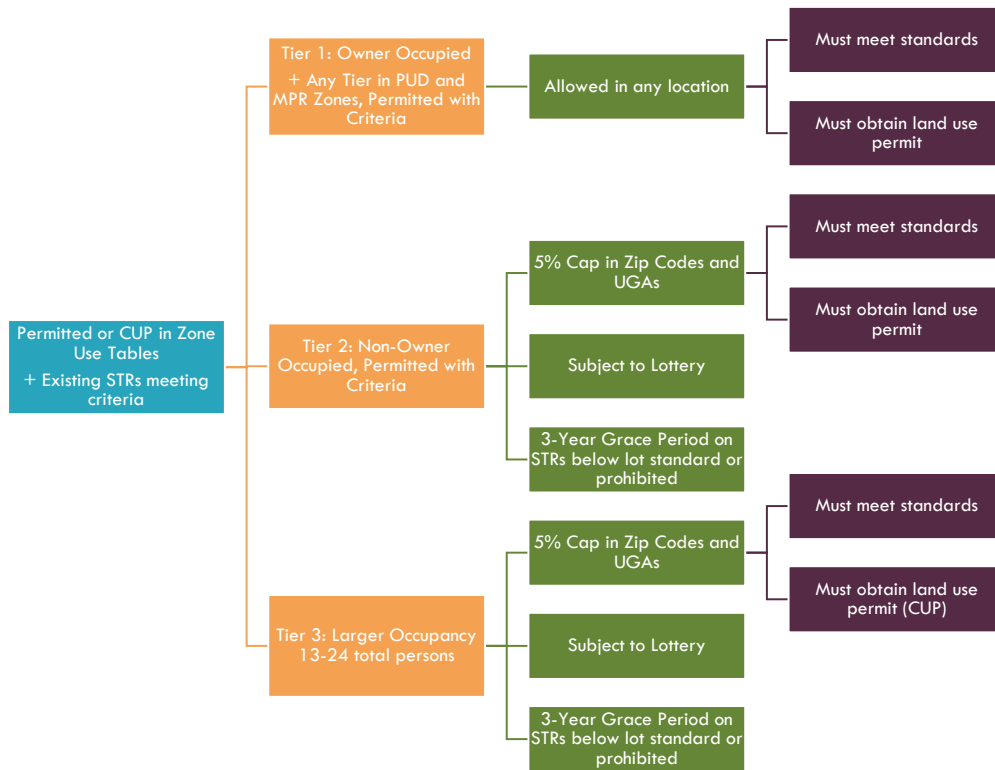 Permitted or CUP in Zone
Use Tables
+ Existing STRs meeting
criteria
Tier 1: Owner Occupied
+ Any Tier in PUD and
MPR Zones, Permitted with
Criteria
Allowed in any location
Must meet standards
Must obtain land use
permit
Tier 2: Non-Owner
Occupied, Permitted with
Criteria
5% Cap in Zip Codes and
UGAs
Must meet standards
Must obtain land use
permit
Subject to Lottery
3-Year Grace Period on
STRs below lot standard or
prohibited
Tier 3: Larger Occupancy
13-24 total persons
5% Cap in Zip Codes and
UGAs
Must meet standards
Must obtain land use
permit (CUP)
Subject to Lottery
3-Year Grace Period on
STRs below lot standard or
prohibited